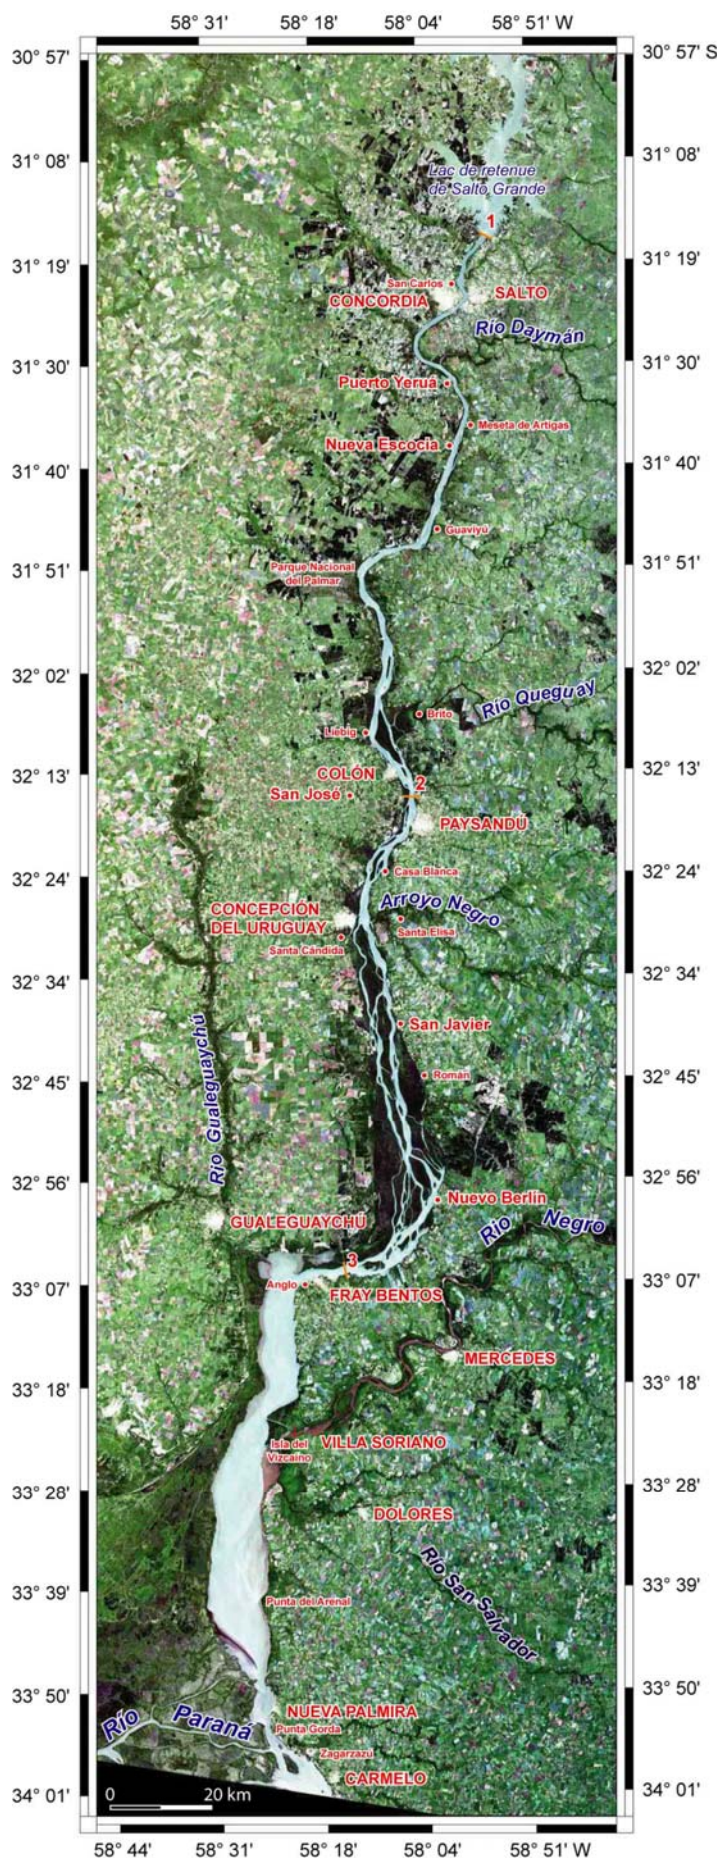 58° 31' 58° 18' 58° 04' 58° 51' W
30° 57' 30° 57' S
31° 08' 31° 08'
Lac de retenue
de Salto Grande
1
31° 19' 31° 19'
San Carlos
CONCORDIA SALTO
Río Daymán
31° 30' 31° 30'
Puerto Yeruá
Meseta de Artigas
Nueva Escocia
31° 40' 31° 40'
Guaviyú
31° 51' 31° 51'
Parque Nacional
del Palmar
32° 02' 32° 02'
Río Queguay
Brito
Liebig
32° 13' 32° 13'
COLÓN
2
San José
PAYSANDÚ
32° 24' 32° 24'
Casa Blanca
Arroyo Negro
CONCEPCIÓN
DEL URUGUAY
Santa Elisa
Santa Cándida
32° 34' 32° 34'
San Javier
Río Gualeguaychú
32° 45' 32° 45'
Román
32° 56' 32° 56'
Nuevo Berlín
GUALEGUAYCHÚ
Río Negro
3
33° 07' 33° 07'
Anglo
FRAY BENTOS
MERCEDES
33° 18' 33° 18'
VILLA SORIANO
Isla del
Vizcaíno
33° 28' 33° 28'
DOLORES
Río San Salvador
33° 39' 33° 39'
Punta del Arenal
33° 50' 33° 50'
NUEVA PALMIRA
Río Paraná
Punta Gorda
Zagarzazú
CARMELO
34° 01' 34° 01'
0 20 km
58° 44' 58° 31' 58° 18' 58° 04' 58° 51' W